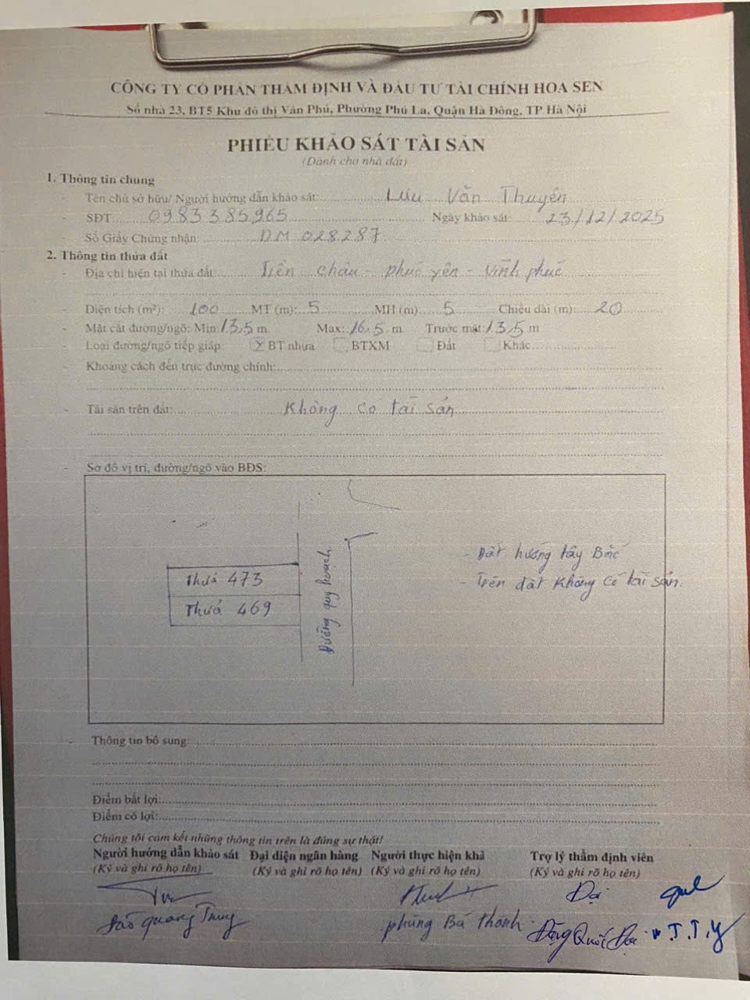 CÔNG TY CỔ PHẦN THẨM ĐỊNH VÀ ĐẦU TƯ TÀI CHÍNH HOA SEN
Số nhà 23, BT5 Khu đô thị Văn Phú, Phường Phú La, Quận Hà Đông, TP Hà Nội
PHIẾU KHẢO SÁT TÀI SẢN
(Dành cho nhà đất)
1. Thông tin chung
- Tên chủ sở hữu/ Người hướng dẫn khảo sát: Lưu Văn Thuyên
- SĐT: 0983385965 Ngày khảo sát: 23/12/2025
- Số Giấy Chứng nhận: DM 028287
2. Thông tin thửa đất
- Địa chỉ hiện tại thửa đất: Tiền châu - phúc yên - Vĩnh phúc
- Diện tích (m²): 100 MT (m): 5 MH (m) 5 Chiều dài (m): 20
- Mặt cắt đường/ngõ: Min: 13,5 m. Max: 16,5 m. Trước mặt: 13,5 m
- Loại đường/ngõ tiếp giáp: BT nhựa BTXM Đất Khác
- Khoảng cách đến trục đường chính:
- Tài sản trên đất: Không có tài sản
- Sơ đồ vị trí, đường/ngõ vào BĐS:
- Đất hướng tây Bắc
- Trên đất không có tài sản.
Thửa 473
Thửa 469
Đường quy hoạch
- Thông tin bổ sung:
Điểm bất lợi:
Điểm có lợi:
Chúng tôi cam kết những thông tin trên là đúng sự thật!
Người hướng dẫn khảo sát Đại diện ngân hàng Người thực hiện khả Trợ lý thẩm định viên
(Ký và ghi rõ họ tên) (Ký và ghi rõ họ tên) (Ký và ghi rõ họ tên) (Ký và ghi rõ họ tên)
Đại
Đào quang Trung phùng Bá thành Đặng Quốc Đại T.T.Y